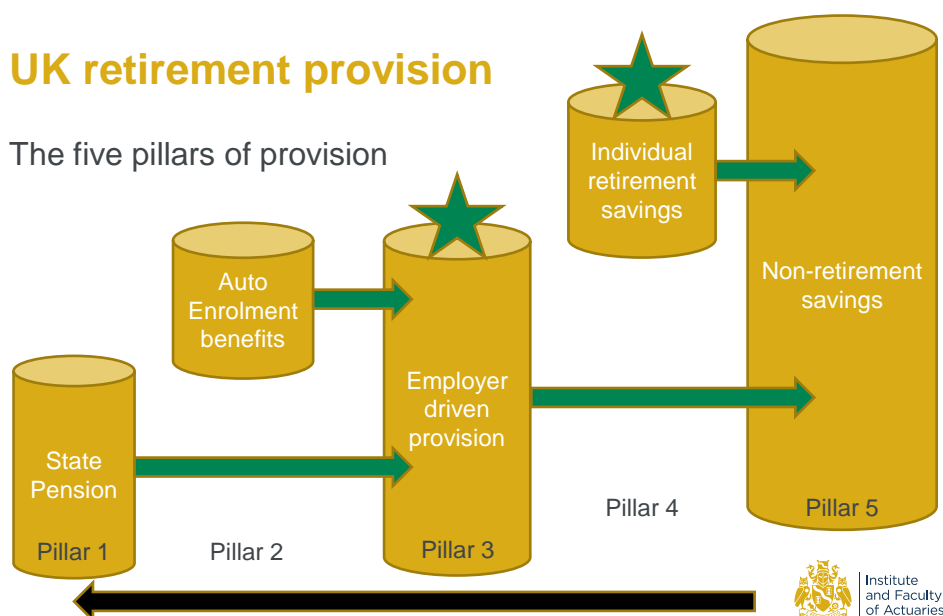 UK retirement provision
The five pillars of provision
Individual
retirement
savings
Non-retirement
savings
Auto
Enrolment
benefits
Employer
driven
provision
State
Pension
Pillar 1
Pillar 2
Pillar 3
Pillar 4
Pillar 5
Institute
and Faculty
of Actuaries